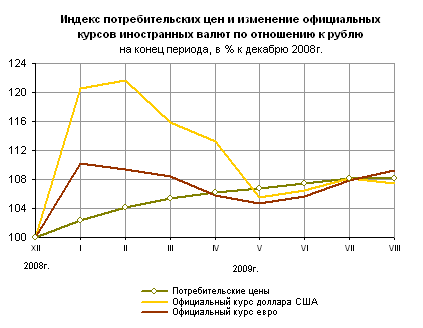 Индекс потребительских цен и изменение официальных
курсов иностранных валют по отношению к рублю
на конец периода, в % к декабрю 2008г.
124
120
116
112
108
104
100
XII I II III IV V VI VII VIII
2008г. 2009г.
Потребительские цены
Официальный курс доллара США
Официальный курс евро